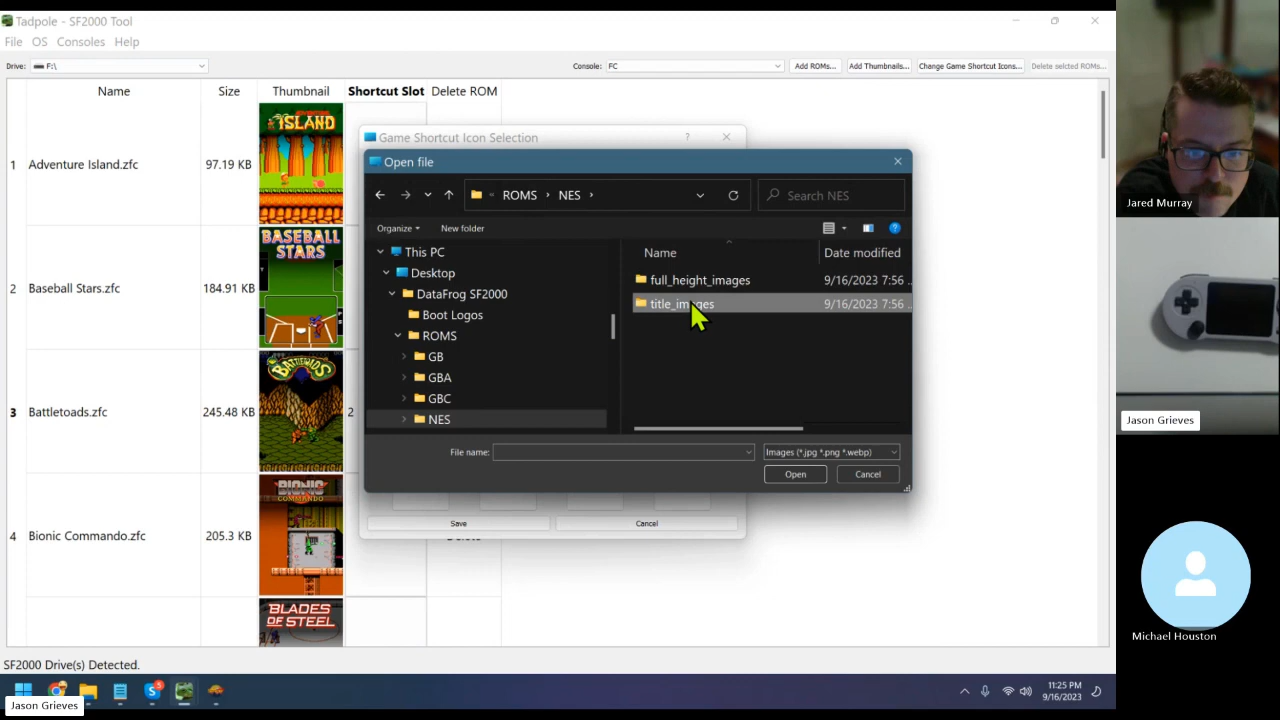 Tadpole - SF2000 Tool
File OS Consoles Help
Drive: F:\ Console: FC Add ROMs... Add Thumbnails... Change Game Shortcut Icons... Delete selcted ROMs...
Name Size Thumbnail Shortcut Slot Delete ROM
1 Adventure Island.zfc 97.19 KB
ISLAND
2 Baseball Stars.zfc 184.91 KB
BASEBALL
STARS
3 Battletoads.zfc 245.48 KB 2
4 Bionic Commando.zfc 205.3 KB
BIONIC
COMMANDO
BLADES
OF STEEL
Game Shortcut Icon Selection ?
Open file
ROMS › NES › Search NES
Organize New folder
This PC
Desktop
DataFrog SF2000
Boot Logos
ROMS
GB
GBA
GBC
NES
Name Date modified
full_height_images 9/16/2023 7:56 ..
title_images 9/16/2023 7:56 ..
File name: Images (*.jpg *.png *.webp)
Open Cancel
Save Cancel
SF2000 Drive(s) Detected.
5
11:25 PM
9/16/2023
Jason Grieves
Jared Murray
Jason Grieves
Michael Houston